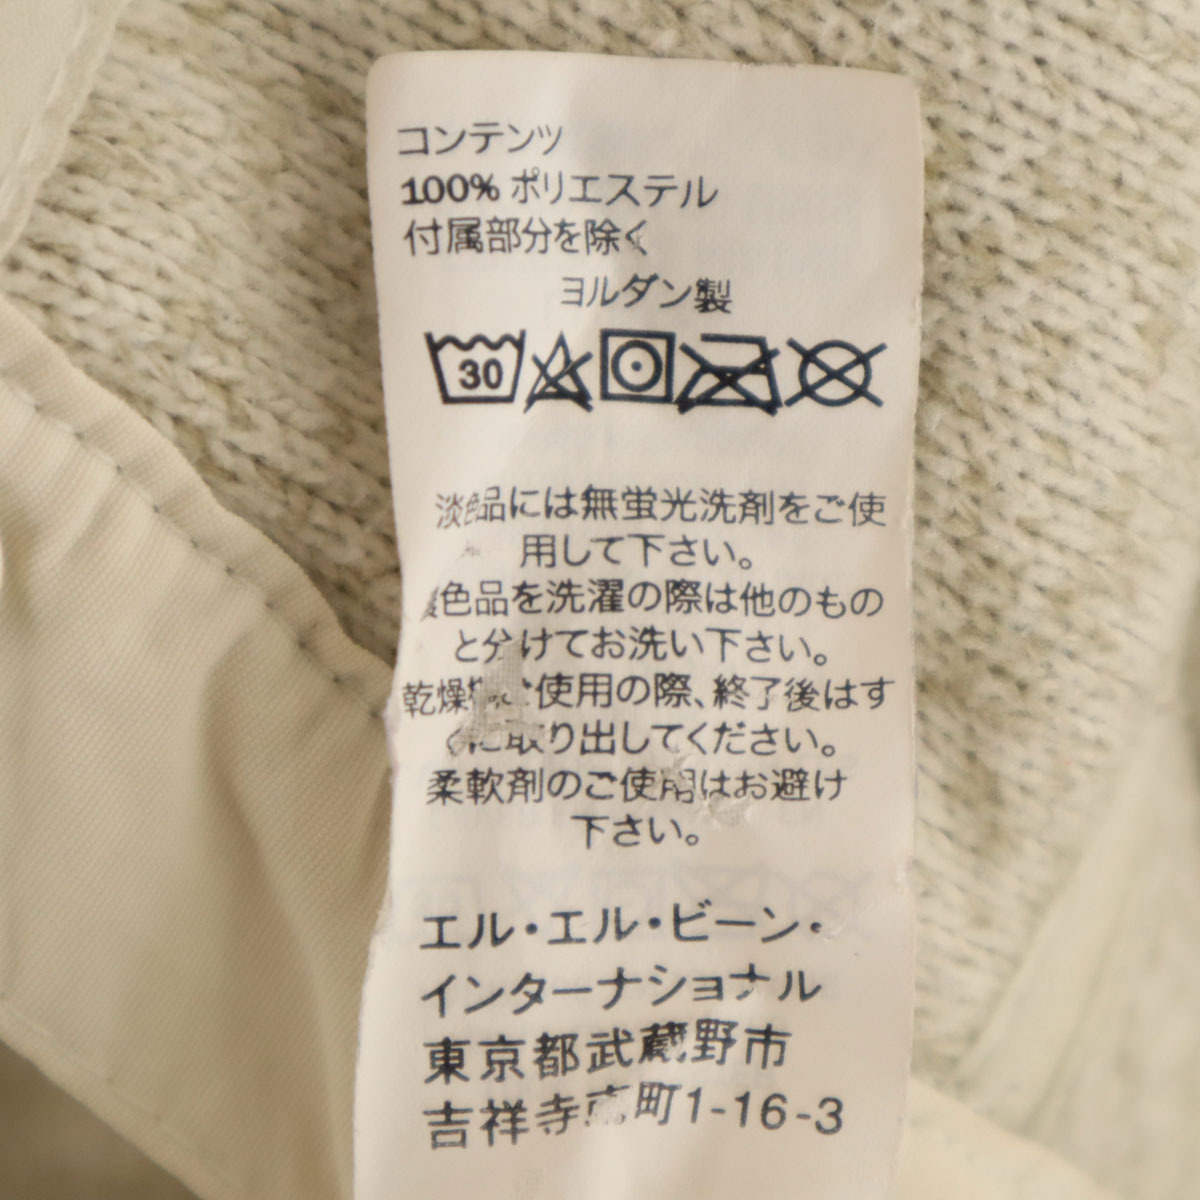 コンテンツ
100% ポリエステル
付属部分を除く
ヨルダン製
30
淡色品には無蛍光洗剤をご使
用して下さい。
色品を洗濯の際は他のもの
と分けてお洗い下さい。
乾燥機ご使用の際、終了後はす
ぐに取り出してください。
柔軟剤のご使用はお避け
下さい。
エル・エル・ビーン・
インターナショナル
東京都武蔵野市
吉祥寺南町1-16-3